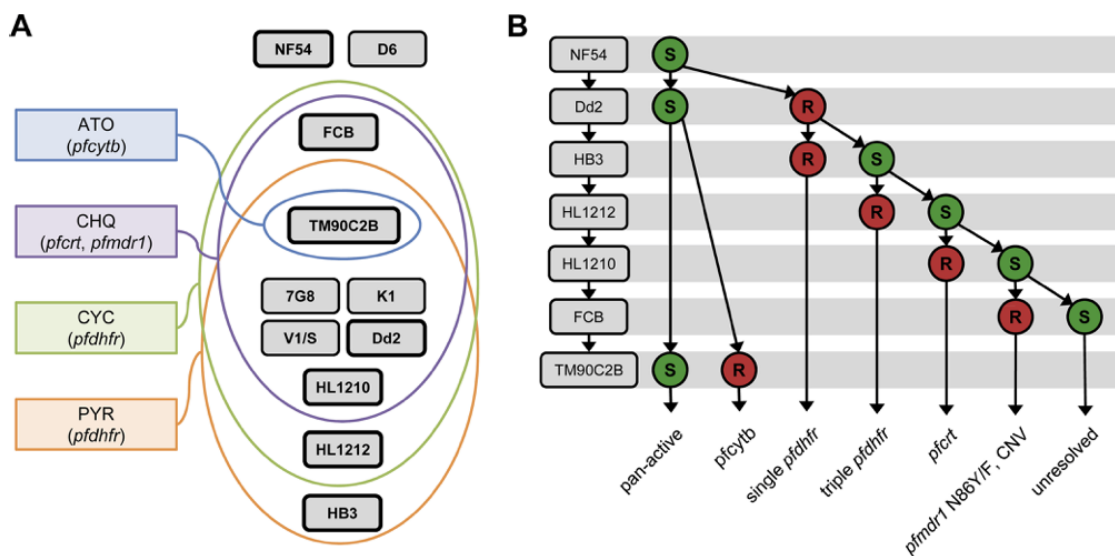 A
NF54 D6
FCB
ATO
(pfcytb)
TM90C2B
CHQ
(pfcrt, pfmdr1)
7G8 K1
V1/S Dd2
CYC
(pfdhfr)
HL1210
PYR
(pfdhfr)
HL1212
HB3
B
NF54 S
Dd2 S R
HB3 R S
HL1212 R S
HL1210 R S
FCB R S
TM90C2B S R
pan-active
pfcytb
single pfdhfr
triple pfdhfr
pfcrt
pfmdr1 N86Y/F, CNV
unresolved